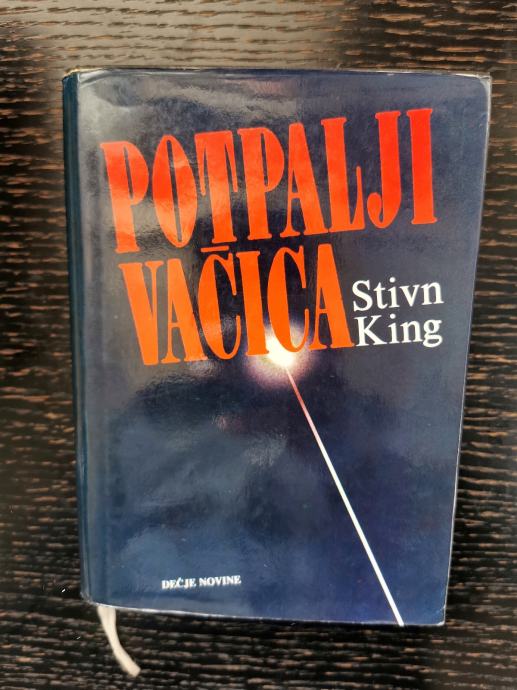 POTPALJI
VAČICA
Stivn
King
DEČJE NOVINE